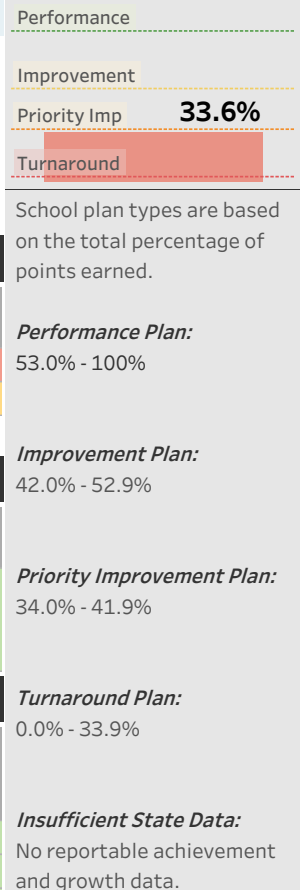 Performance
Improvement
Priority Imp 33.6%
Turnaround
School plan types are based
on the total percentage of
points earned.
Performance Plan:
53.0% - 100%
Improvement Plan:
42.0% - 52.9%
Priority Improvement Plan:
34.0% - 41.9%
Turnaround Plan:
0.0% - 33.9%
Insufficient State Data:
No reportable achievement
and growth data.